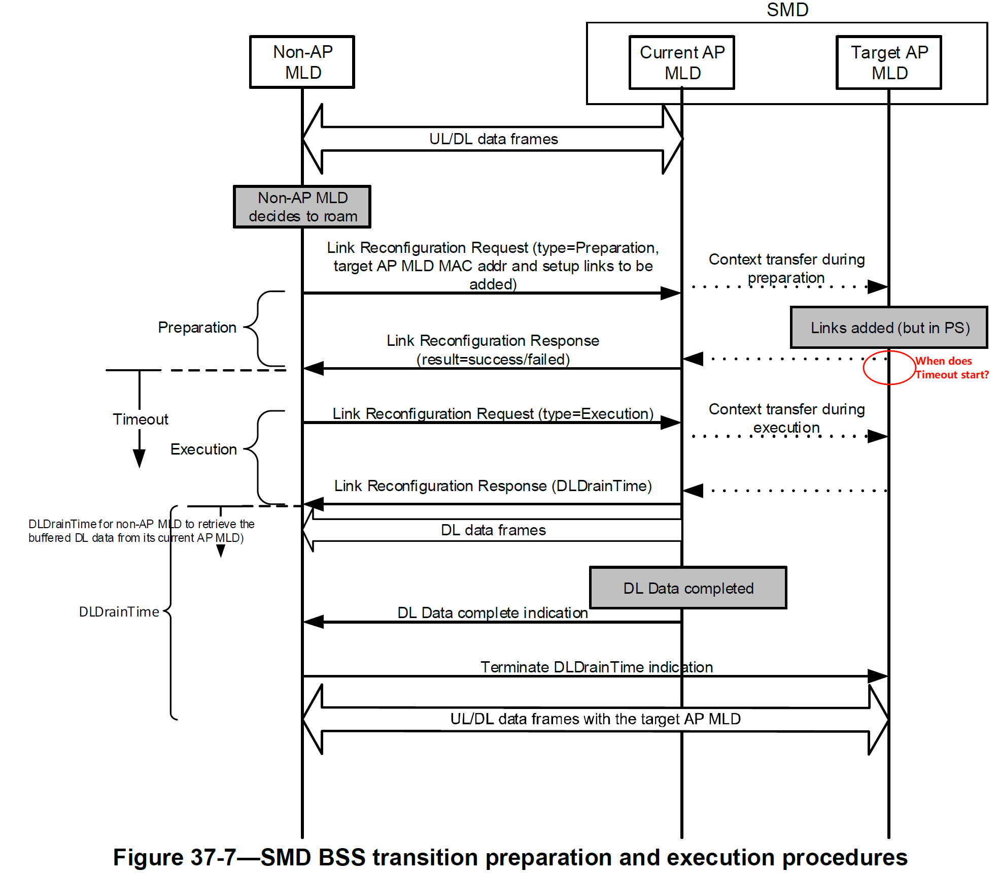 SMD
Non-AP
MLD
Current AP
MLD
Target AP
MLD
UL/DL data frames
Non-AP MLD
decides to roam
Link Reconfiguration Request (type=Preparation,
target AP MLD MAC addr and setup links to be
added)
Context transfer during
preparation
Preparation
Links added (but in PS)
Link Reconfiguration Response
(result=success/failed)
When does
Timeout start?
Timeout
Link Reconfiguration Request (type=Execution)
Context transfer during
execution
Execution
Link Reconfiguration Response (DLDrainTime)
DLDrainTime for non-AP MLD to retrieve the
buffered DL data from its current AP MLD)
DL data frames
DL Data completed
DLDrainTime
DL Data complete indication
Terminate DLDrainTime indication
UL/DL data frames with the target AP MLD
Figure 37-7—SMD BSS transition preparation and execution procedures